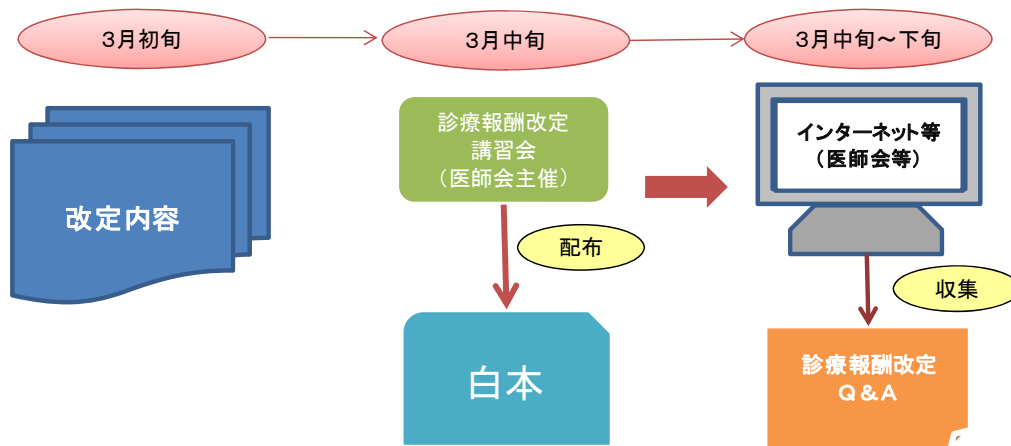 ３月初旬
３月中旬
３月中旬～下旬
改定内容
診療報酬改定
講習会
（医師会主催）
インターネット等
（医師会等）
配布
収集
白本
診療報酬改定
Ｑ＆Ａ